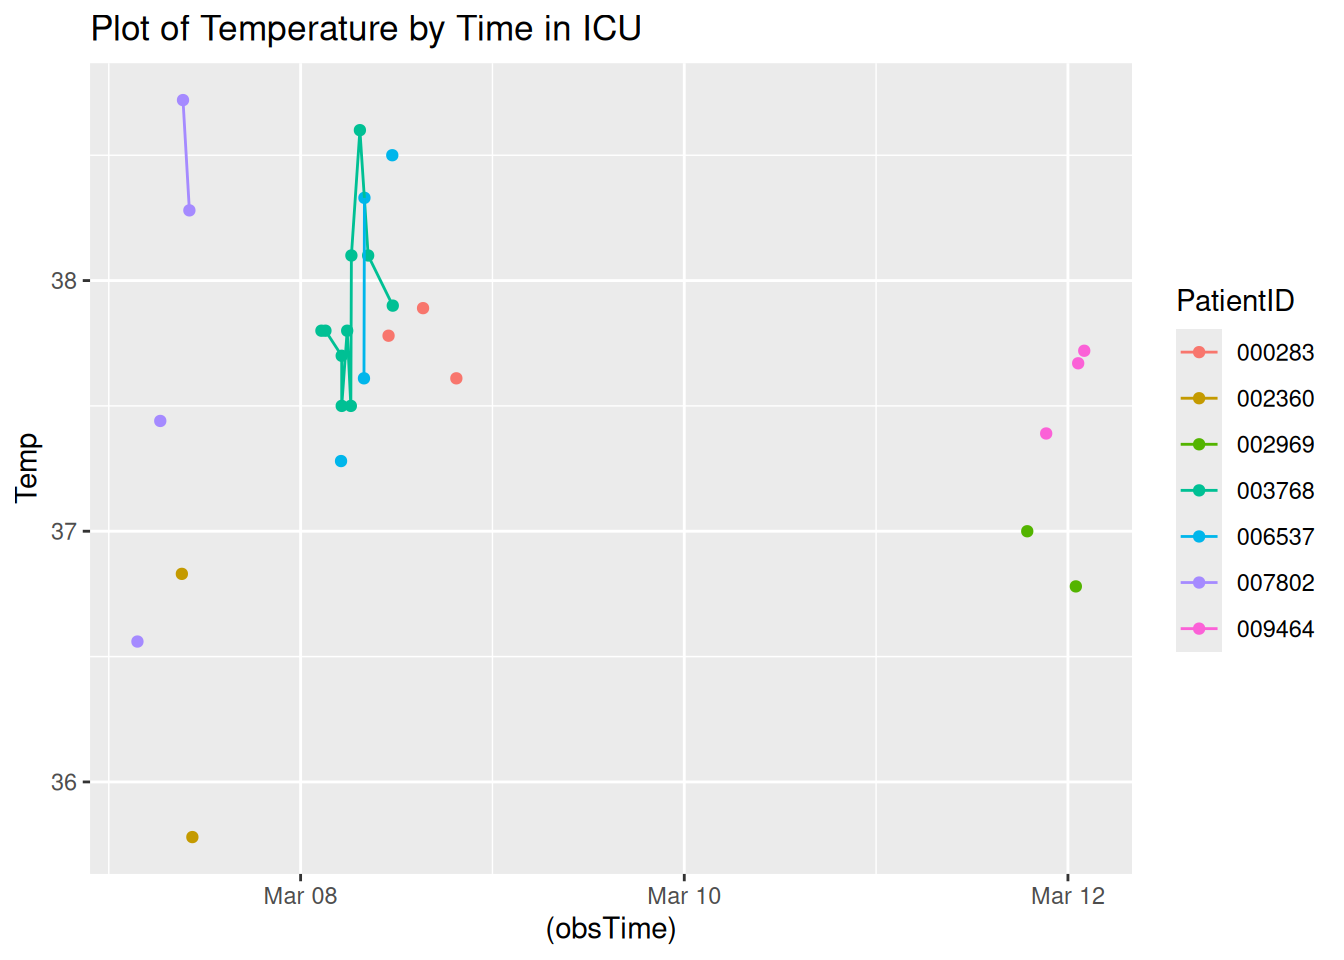 Plot of Temperature by Time in ICU
38
37
36
Temp
Mar 08
Mar 10
Mar 12
(obsTime)
PatientID
000283
002360
002969
003768
006537
007802
009464